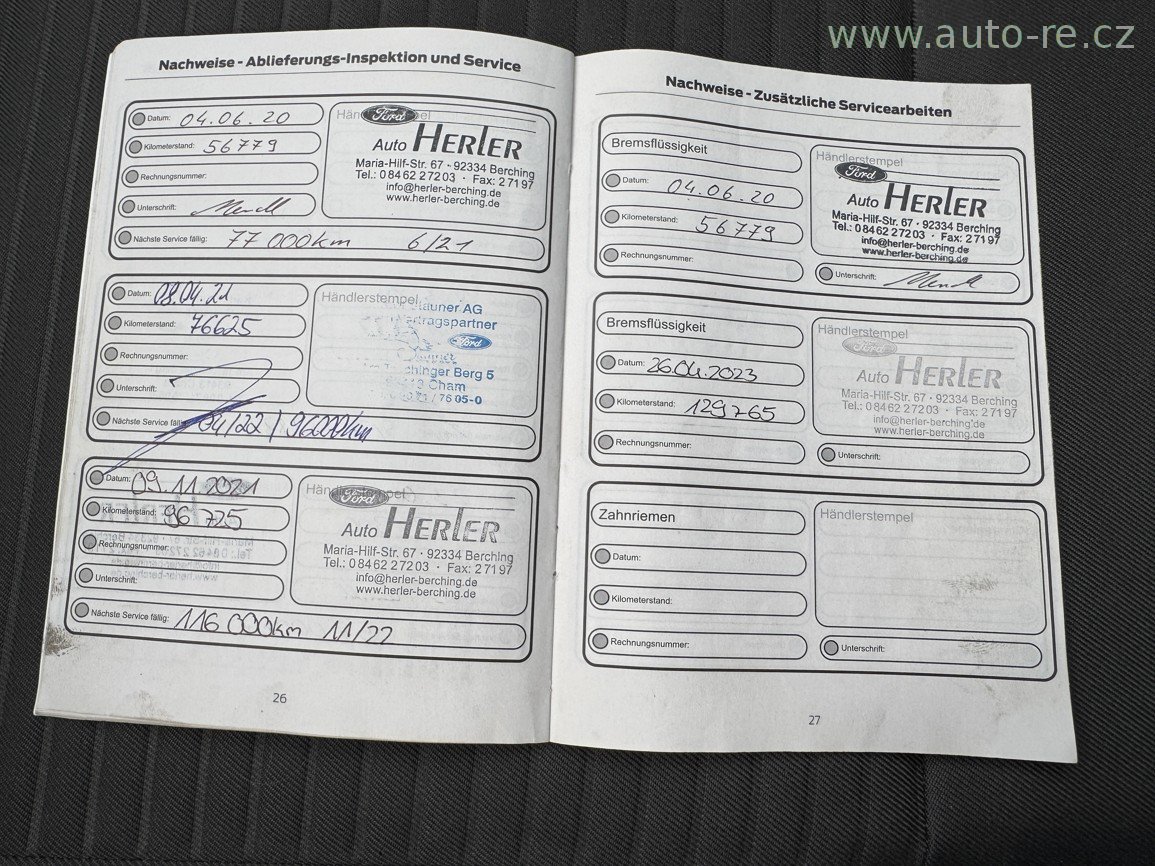 www.auto-re.cz
Nachweise - Ablieferungs-Inspektion und Service
Datum: 04.06.20
Kilometerstand: 56779
Rechnungsnummer:
Unterschrift:
Nächste Service fällig: 77 000km 6/21
Ford
Auto HERLER
Maria-Hilf-Str. 67 · 92334 Berching
Tel.: 0 84 62 2 72 03 · Fax: 2 71 97
info@herler-berching.de
www.herler-berching.de
Datum: 08.04.21
Kilometerstand: 76625
Rechnungsnummer:
Unterschrift:
Nächste Service fällig: 04/22 / 96000km
Händlerstempel
AG
Ford
Berg 5
Cham
76 05-0
Datum: 09.11.2021
Kilometerstand: 96 725
Rechnungsnummer:
Unterschrift:
Nächste Service fällig: 116 000km 11/22
Ford
Auto HERLER
Maria-Hilf-Str. 67 · 92334 Berching
Tel.: 0 84 62 2 72 03 · Fax: 2 71 97
info@herler-berching.de
www.herler-berching.de
26
Nachweise - Zusätzliche Servicearbeiten
Bremsflüssigkeit
Datum: 04.06.20
Kilometerstand: 56779
Rechnungsnummer:
Händlerstempel
Ford
Auto HERLER
Maria-Hilf-Str. 67 · 92334 Berching
Tel.: 0 84 62 2 72 03 · Fax: 2 71 97
info@herler-berching.de
www.herler-berching.de
Unterschrift:
Bremsflüssigkeit
Datum: 26.04.2023
Kilometerstand: 129765
Rechnungsnummer:
Händlerstempel
Ford
Auto HERLER
Maria-Hilf-Str. 67 · 92334 Berching
Tel.: 0 84 62 2 72 03 · Fax: 2 71 97
info@herler-berching.de
www.herler-berching.de
Unterschrift:
Zahnriemen
Datum:
Kilometerstand:
Rechnungsnummer:
Händlerstempel
Unterschrift:
27